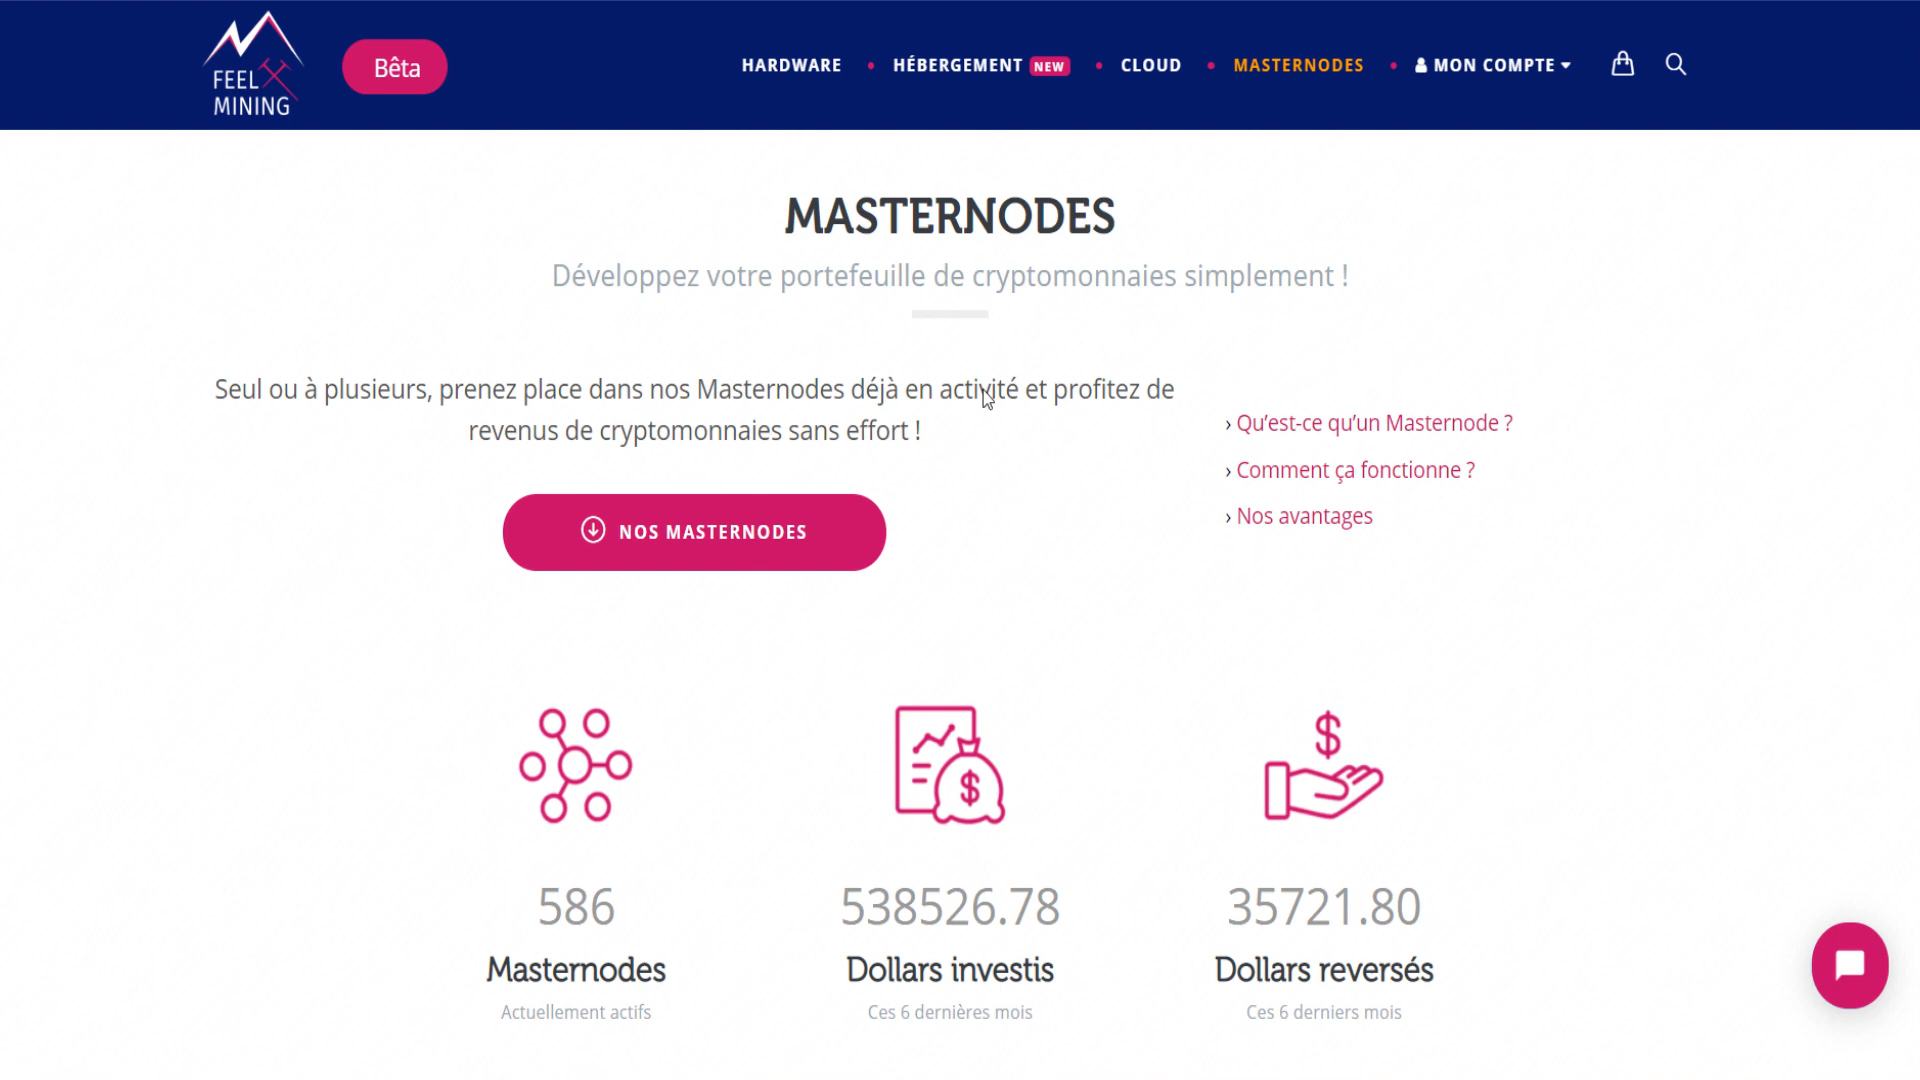 FEEL
MINING
Bêta
HARDWARE
HÉBERGEMENT NEW
CLOUD
MASTERNODES
MON COMPTE
MASTERNODES
Développez votre portefeuille de cryptomonnaies simplement !
Seul ou à plusieurs, prenez place dans nos Masternodes déjà en activité et profitez de
revenus de cryptomonnaies sans effort !
NOS MASTERNODES
› Qu’est-ce qu’un Masternode ?
› Comment ça fonctionne ?
› Nos avantages
$
$
586
Masternodes
Actuellement actifs
538526.78
Dollars investis
Ces 6 dernières mois
35721.80
Dollars reversés
Ces 6 derniers mois